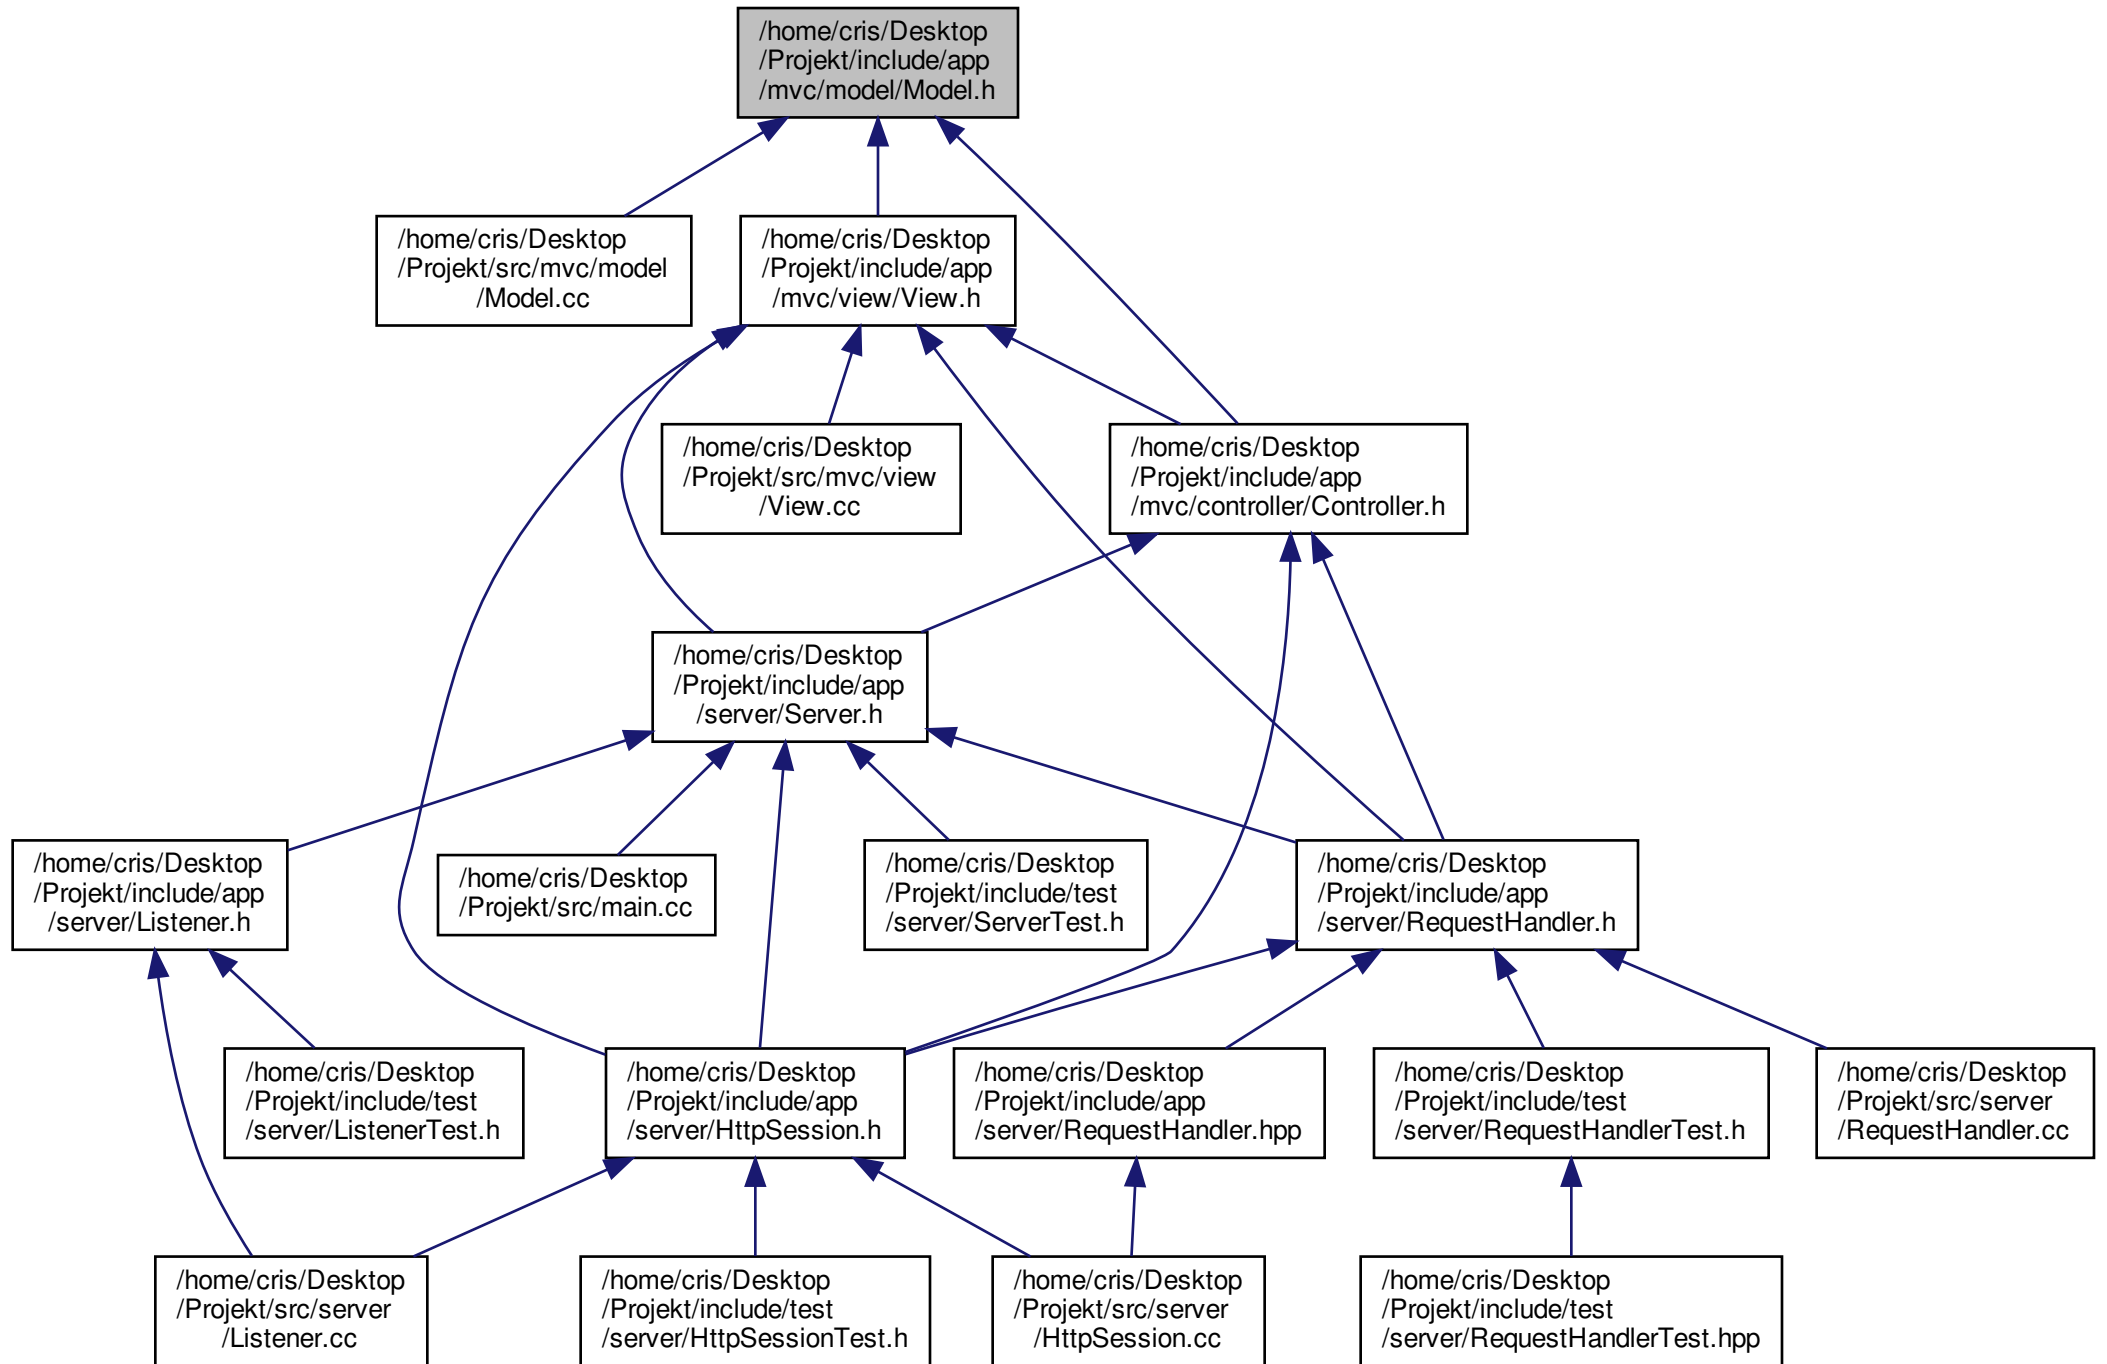 /home/cris/Desktop
/Projekt/include/app
/mvc/model/Model.h
/home/cris/Desktop
/Projekt/src/mvc/model
/Model.cc
/home/cris/Desktop
/Projekt/include/app
/mvc/view/View.h
/home/cris/Desktop
/Projekt/src/mvc/view
/View.cc
/home/cris/Desktop
/Projekt/include/app
/mvc/controller/Controller.h
/home/cris/Desktop
/Projekt/include/app
/server/Server.h
/home/cris/Desktop
/Projekt/include/app
/server/Listener.h
/home/cris/Desktop
/Projekt/src/main.cc
/home/cris/Desktop
/Projekt/include/test
/server/ServerTest.h
/home/cris/Desktop
/Projekt/include/app
/server/RequestHandler.h
/home/cris/Desktop
/Projekt/include/test
/server/ListenerTest.h
/home/cris/Desktop
/Projekt/include/app
/server/HttpSession.h
/home/cris/Desktop
/Projekt/include/app
/server/RequestHandler.hpp
/home/cris/Desktop
/Projekt/include/test
/server/RequestHandlerTest.h
/home/cris/Desktop
/Projekt/src/server
/RequestHandler.cc
/home/cris/Desktop
/Projekt/src/server
/Listener.cc
/home/cris/Desktop
/Projekt/include/test
/server/HttpSessionTest.h
/home/cris/Desktop
/Projekt/src/server
/HttpSession.cc
/home/cris/Desktop
/Projekt/include/test
/server/RequestHandlerTest.hpp